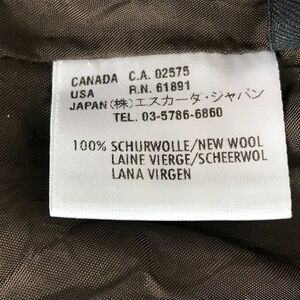 CANADA C.A. 02575
USA R.N. 61891
JAPAN (株)エスカーダ・ジャパン
TEL. 03-5786-6860
100% SCHURWOLLE/NEW WOOL
LAINE VIERGE/SCHEERWOL
LANA VIRGEN